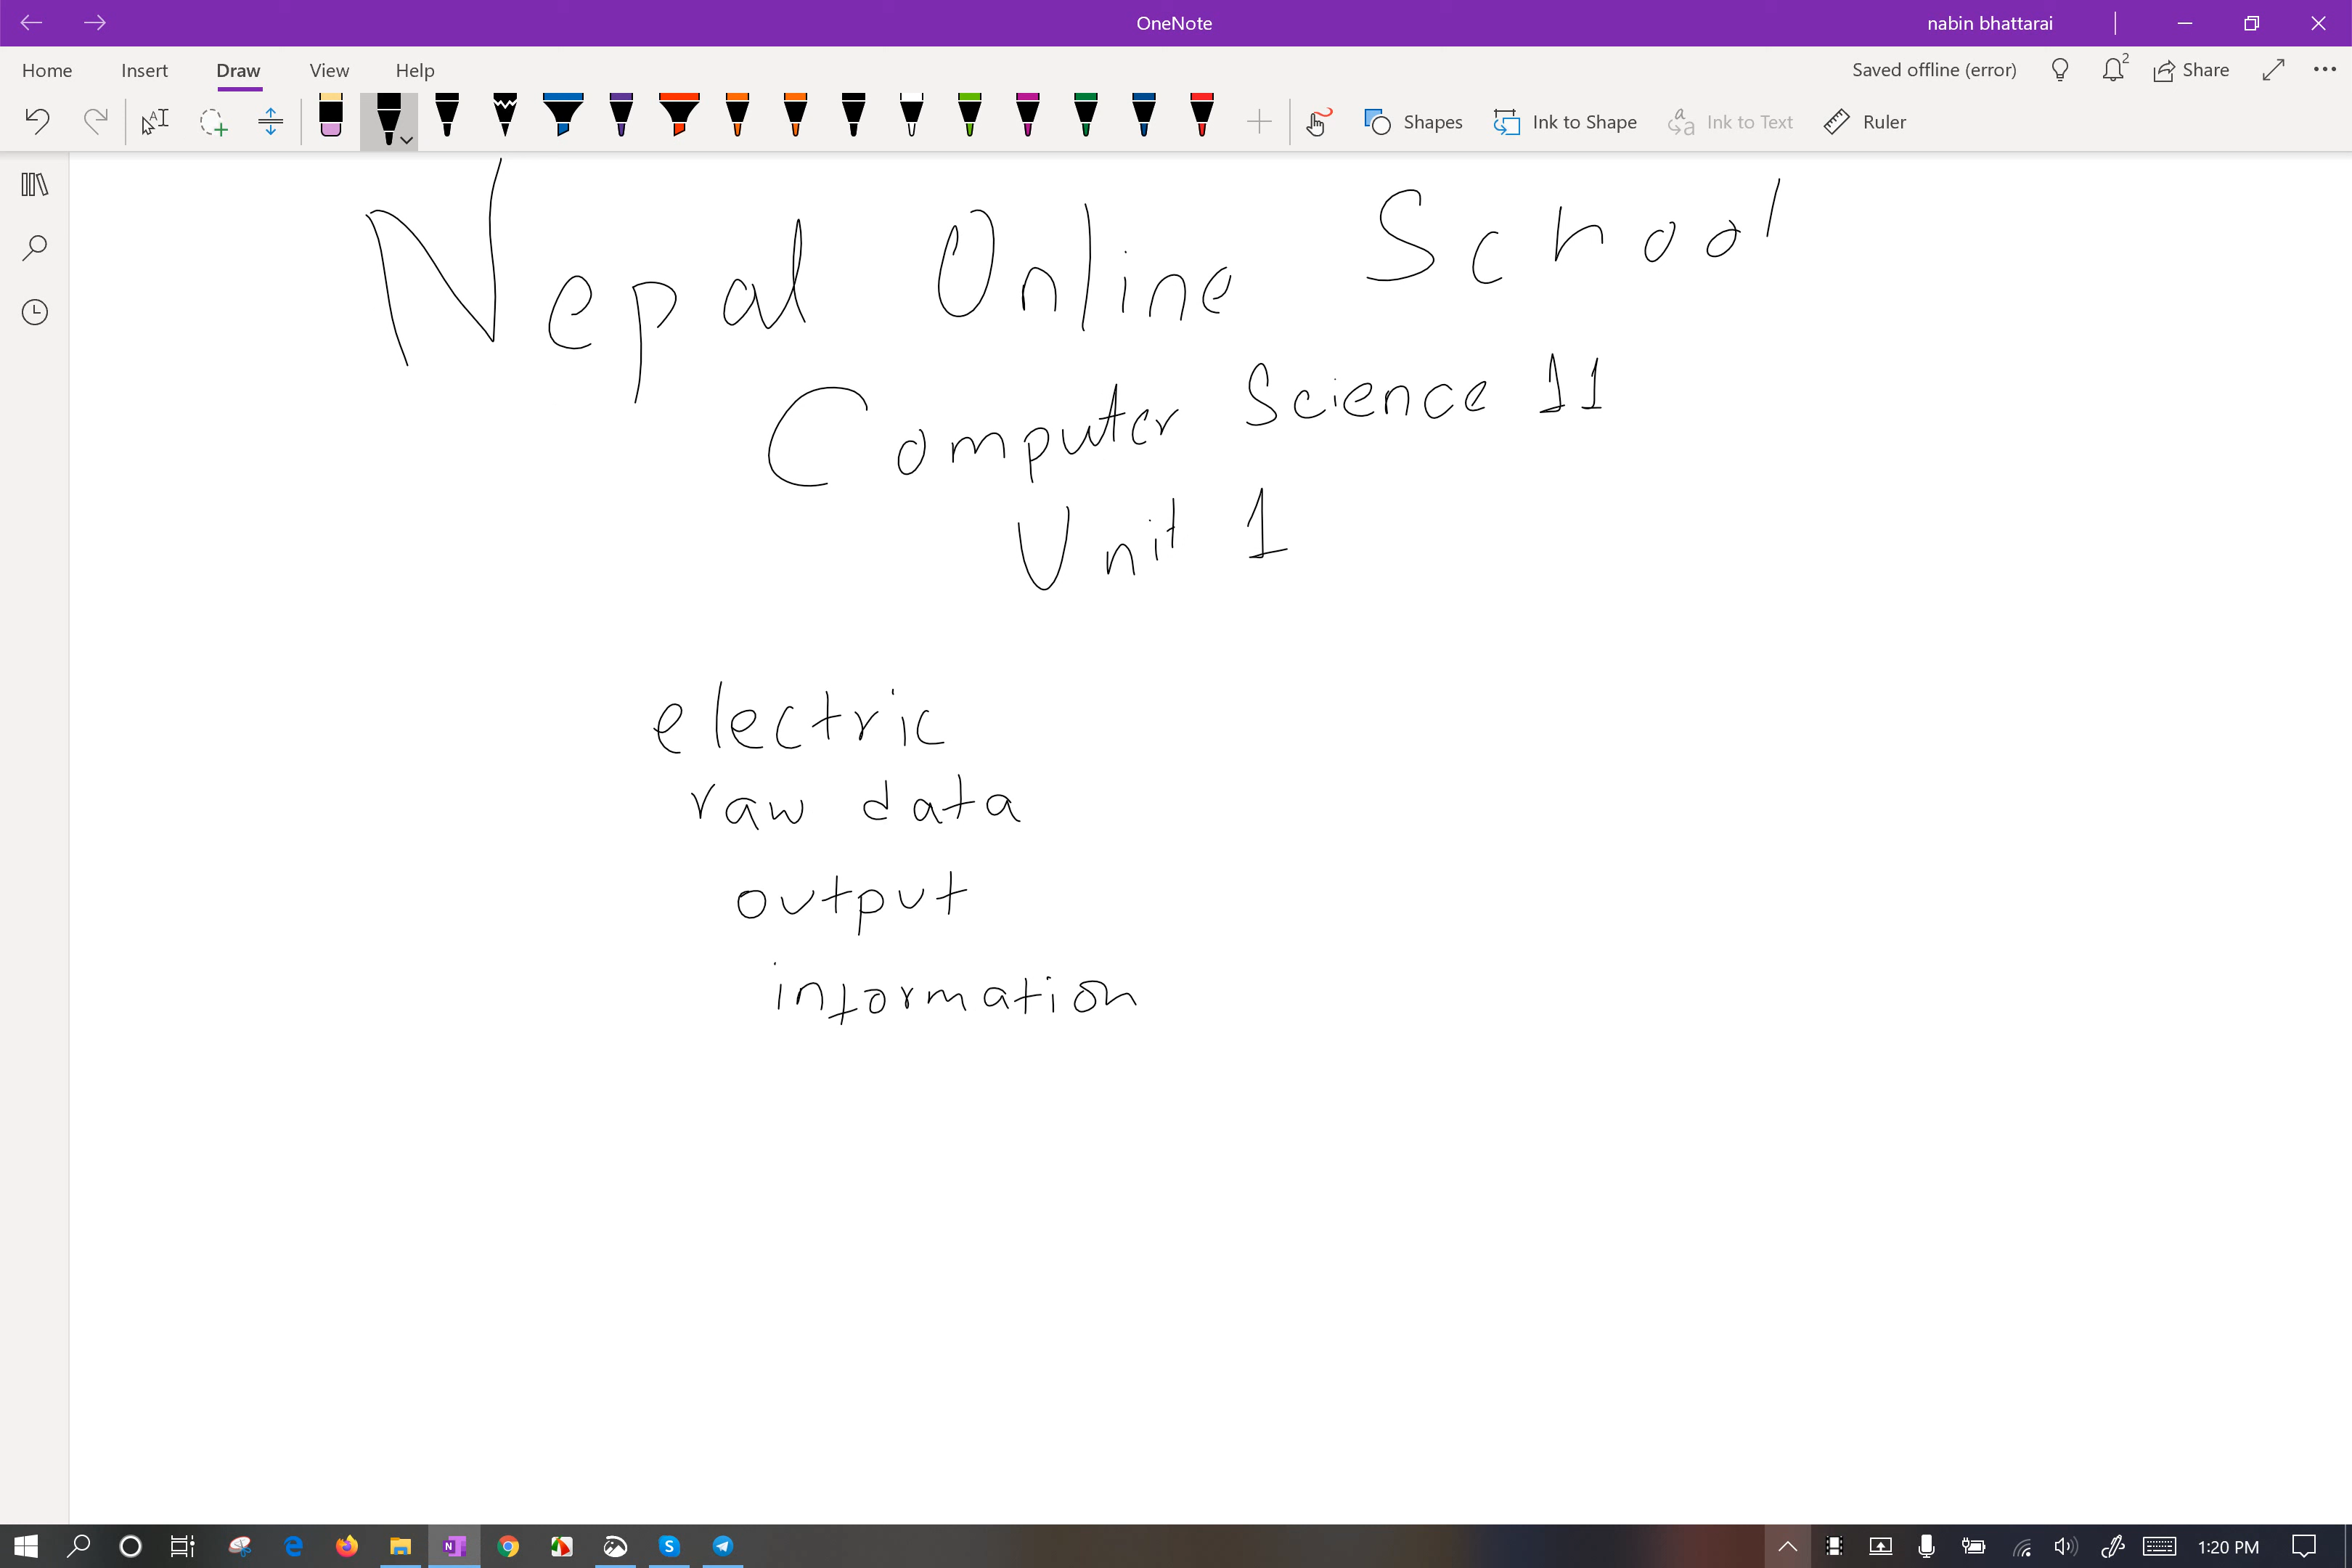 OneNote
nabin bhattarai
Home Insert Draw View Help
Saved offline (error)
2
Share
Shapes Ink to Shape Ink to Text Ruler
Nepal Online School
Computer Science 11
Unit 1
electric
raw data
output
information
1:20 PM